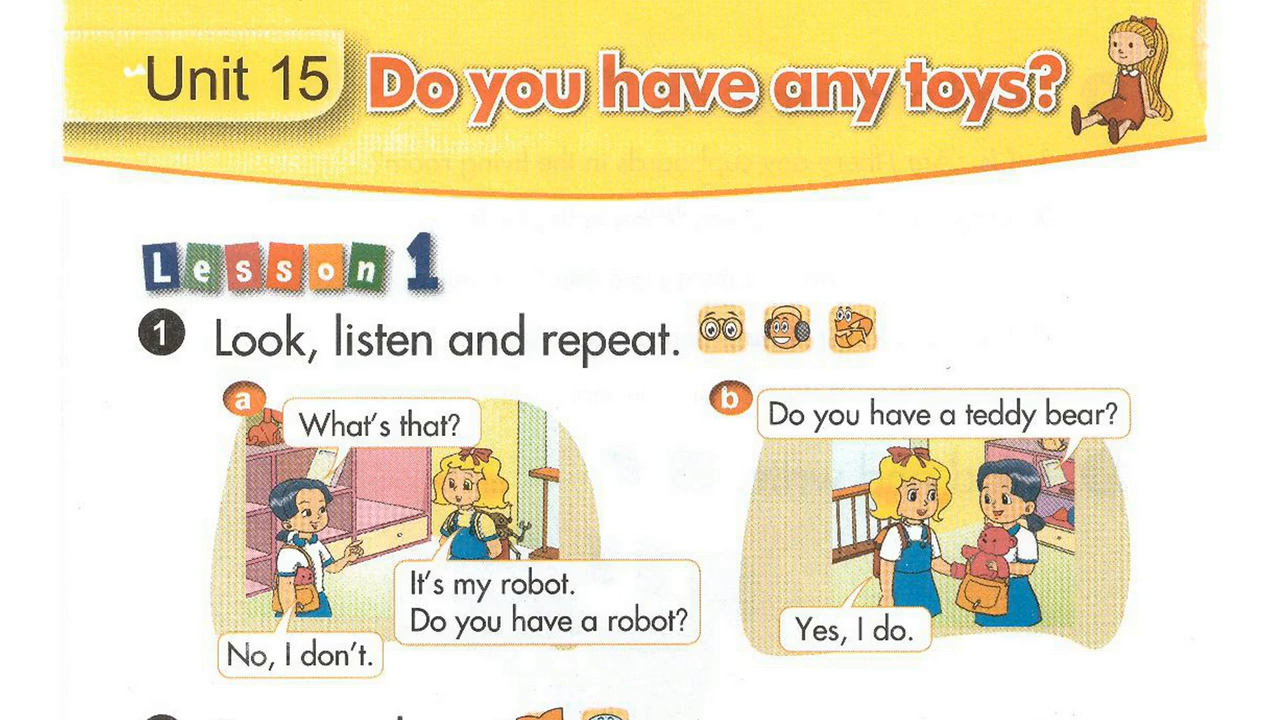 Unit 15
Do you have any toys?
Lesson 1
1 Look, listen and repeat.
a
What's that?
It's my robot.
Do you have a robot?
No, I don't.
b
Do you have a teddy bear?
Yes, I do.